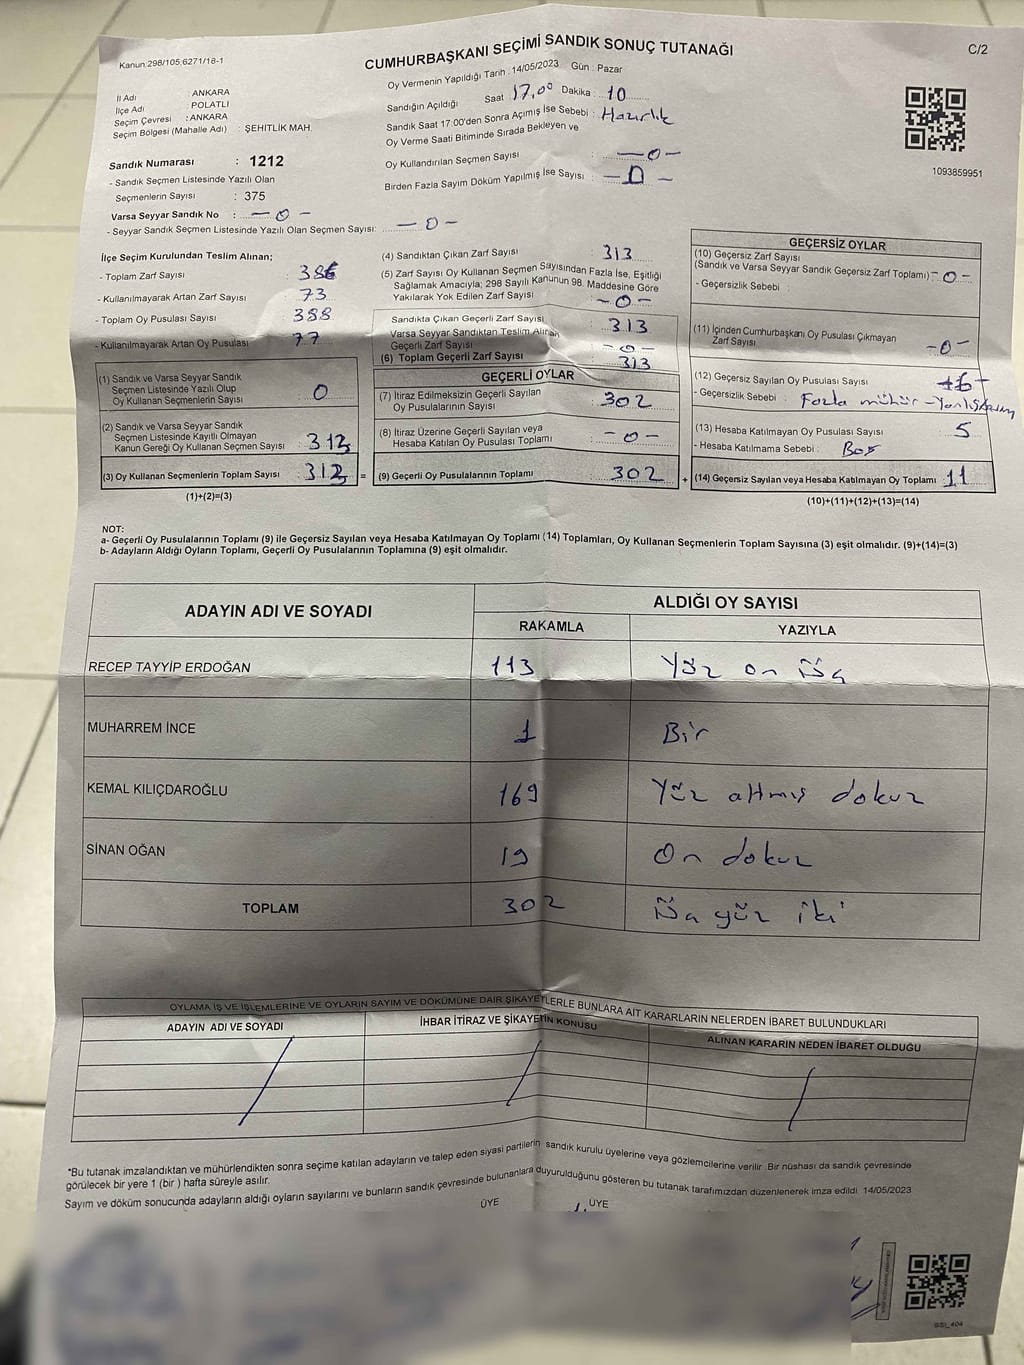 Kanun:298/105;6271/18-1
CUMHURBAŞKANI SEÇİMİ SANDIK SONUÇ TUTANAĞI
C/2
İl Adı : ANKARA
İlçe Adı : POLATLI
Seçim Çevresi : ANKARA
Seçim Bölgesi (Mahalle Adı) : ŞEHİTLİK MAH.
Oy Vermenin Yapıldığı Tarih : 14/05/2023 Gün : Pazar
Sandığın Açıldığı Saat 17.00 Dakika : 10
Sandık Saat 17.00'den Sonra Açımış İse Sebebi : Hazırlık
Oy Verme Saati Bitiminde Sırada Bekleyen ve
Oy Kullandırılan Seçmen Sayısı : -0-
Birden Fazla Sayım Döküm Yapılmış İse Sayısı : -0-
1093859951
Sandık Numarası : 1212
- Sandık Seçmen Listesinde Yazılı Olan
Seçmenlerin Sayısı : 375
Varsa Seyyar Sandık No : -0-
- Seyyar Sandık Seçmen Listesinde Yazılı Olan Seçmen Sayısı: -0-
İlçe Seçim Kurulundan Teslim Alınan;
- Toplam Zarf Sayısı : 386
- Kullanılmayarak Artan Zarf Sayısı : 73
- Toplam Oy Pusulası Sayısı : 388
- Kullanılmayarak Artan Oy Pusulası : 77
(1) Sandık ve Varsa Seyyar Sandık
Seçmen Listesinde Yazılı Olup
Oy Kullanan Seçmenlerin Sayısı : 0
(2) Sandık ve Varsa Seyyar Sandık
Seçmen Listesinde Kayıtlı Olmayan
Kanun Gereği Oy Kullanan Seçmen Sayısı : 313
(3) Oy Kullanan Seçmenlerin Toplam Sayısı : 313 =
(1)+(2)=(3)
(4) Sandıktan Çıkan Zarf Sayısı : 313
(5) Zarf Sayısı Oy Kullanan Seçmen Sayısından Fazla İse, Eşitliği
Sağlamak Amacıyla; 298 Sayılı Kanunun 98. Maddesine Göre
Yakılarak Yok Edilen Zarf Sayısı : -0-
Sandıkta Çıkan Geçerli Zarf Sayısı : 313
Varsa Seyyar Sandıktan Teslim Alınan
Geçerli Zarf Sayısı : -0-
(6) Toplam Geçerli Zarf Sayısı : 313
GEÇERLİ OYLAR
(7) İtiraz Edilmeksizin Geçerli Sayılan
Oy Pusulalarının Sayısı : 302
(8) İtiraz Üzerine Geçerli Sayılan veya
Hesaba Katılan Oy Pusulası Toplamı : -0-
(9) Geçerli Oy Pusulalarının Toplamı : 302 +
GEÇERSİZ OYLAR
(10) Geçersiz Zarf Sayısı
(Sandık ve Varsa Seyyar Sandık Geçersiz Zarf Toplamı) : -0-
- Geçersizlik Sebebi :
(11) İçinden Cumhurbaşkanı Oy Pusulası Çıkmayan
Zarf Sayısı : -0-
(12) Geçersiz Sayılan Oy Pusulası Sayısı : 6
- Geçersizlik Sebebi : Fazla mühür -
(13) Hesaba Katılmayan Oy Pusulası Sayısı : 5
- Hesaba Katılmama Sebebi : Boş
(14) Geçersiz Sayılan veya Hesaba Katılmayan Oy Toplamı : 11
(10)+(11)+(12)+(13)=(14)
NOT:
a- Geçerli Oy Pusulalarının Toplamı (9) ile Geçersiz Sayılan veya Hesaba Katılmayan Oy Toplamı (14) Toplamları, Oy Kullanan Seçmenlerin Toplam Sayısına (3) eşit olmalıdır. (9)+(14)=(3)
b- Adayların Aldığı Oyların Toplamı, Geçerli Oy Pusulalarının Toplamına (9) eşit olmalıdır.
ADAYIN ADI VE SOYADI ALDIĞI OY SAYISI
RAKAMLA YAZIYLA
RECEP TAYYİP ERDOĞAN 113 Yüz on üç
MUHARREM İNCE 1 Bir
KEMAL KILIÇDAROĞLU 169 Yüz altmış dokuz
SİNAN OĞAN 19 On dokuz
TOPLAM 302 Üç yüz iki
OYLAMA İŞ VE İŞLEMLERİNE VE OYLARIN SAYIM VE DÖKÜMÜNE DAİR ŞİKAYETLERLE BUNLARA AİT KARARLARIN NELERDEN İBARET BULUNDUKLARI
ADAYIN ADI VE SOYADI İHBAR İTİRAZ VE ŞİKAYETİN KONUSU ALINAN KARARIN NEDEN İBARET OLDUĞU
*Bu tutanak imzalandıktan ve mühürlendikten sonra seçime katılan adayların ve talep eden siyasi partilerin sandık kurulu üyelerine veya gözlemcilerine verilir. Bir nüshası da sandık çevresinde
görülecek bir yere 1 (bir ) hafta süreyle asılır.
Sayım ve döküm sonucunda adayların aldığı oyların sayılarını ve bunların sandık çevresinde bulunanlara duyurulduğunu gösteren bu tutanak tarafımızdan düzenlenerek imza edildi. 14/05/2023
ÜYE ÜYE